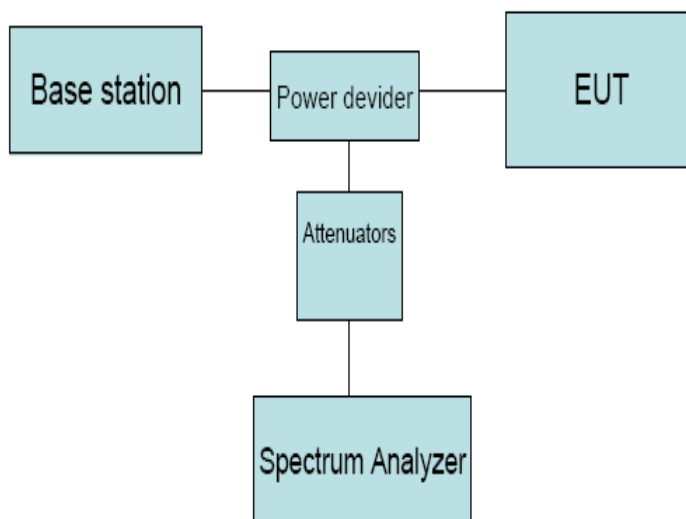 Base station
Power devider
EUT
Attenuators
Spectrum Analyzer